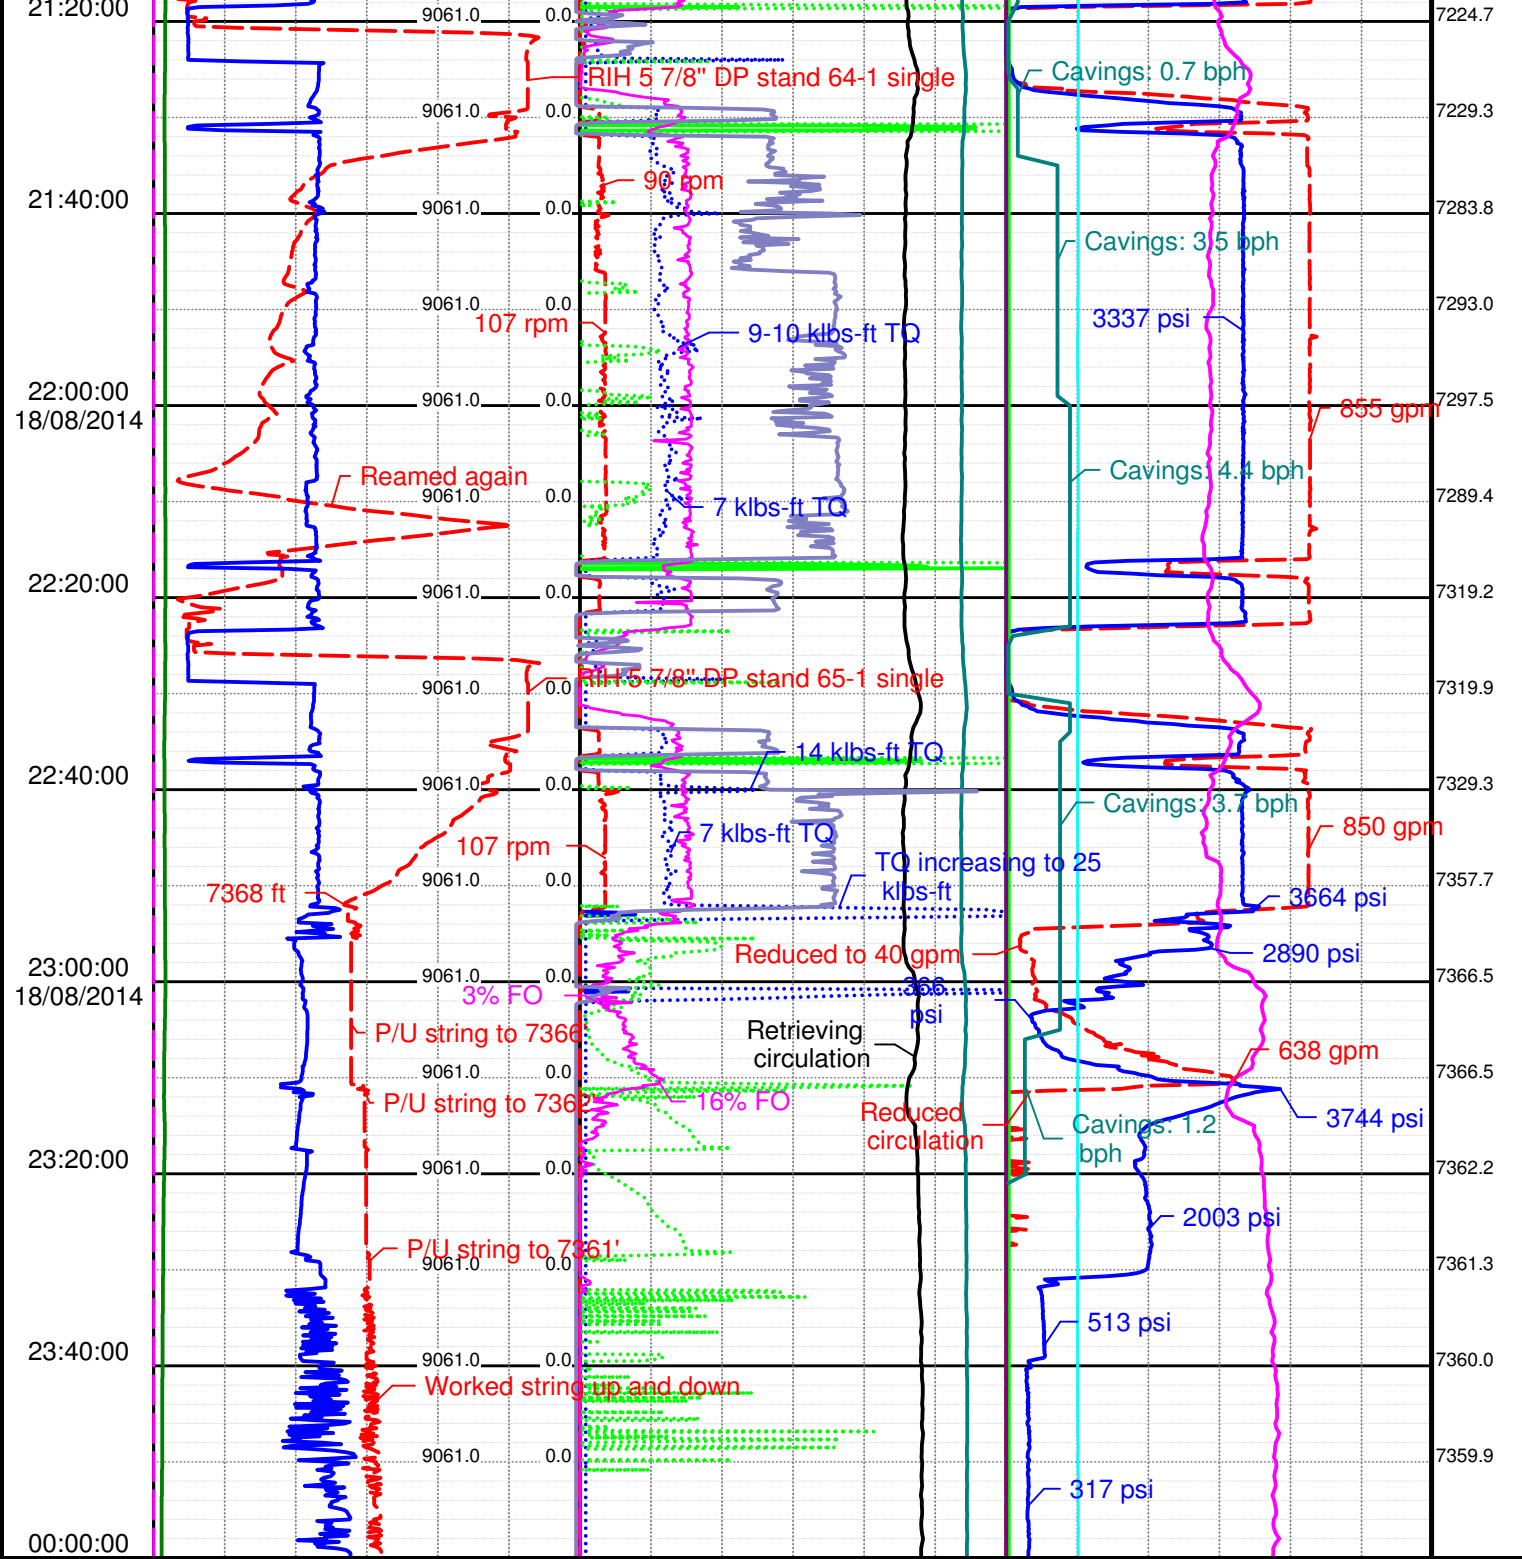 21:20:00
9061.0 0.0
7224.7
Cavings: 0.7 bph
RIH 5 7/8" DP stand 64-1 single
9061.0 0.0
7229.3
90 rpm
21:40:00
9061.0 0.0
7283.8
Cavings: 3.5 bph
9061.0 0.0
7293.0
107 rpm
9-10 klbs-ft TQ
3337 psi
22:00:00
18/08/2014
9061.0 0.0
7297.5
855 gpm
Reamed again
Cavings: 4.4 bph
9061.0 0.0
7289.4
7 klbs-ft TQ
22:20:00
9061.0 0.0
7319.2
RIH 5 7/8" DP stand 65-1 single
9061.0 0.0
7319.9
14 klbs-ft TQ
22:40:00
9061.0 0.0
7329.3
Cavings: 3.7 bph
107 rpm
7 klbs-ft TQ
850 gpm
TQ increasing to 25
klbs-ft
9061.0 0.0
7357.7
7368 ft
3664 psi
Reduced to 40 gpm
2890 psi
23:00:00
18/08/2014
9061.0 0.0
7366.5
3% FO
366
psi
P/U string to 7366
Retrieving
circulation
638 gpm
9061.0 0.0
7366.5
P/U string to 7362'
16% FO
Reduced
circulation
3744 psi
Cavings: 1.2
bph
23:20:00
9061.0 0.0
7362.2
2003 psi
P/U string to 7361'
9061.0 0.0
7361.3
513 psi
23:40:00
9061.0 0.0
7360.0
Worked string up and down
9061.0 0.0
7359.9
317 psi
00:00:00